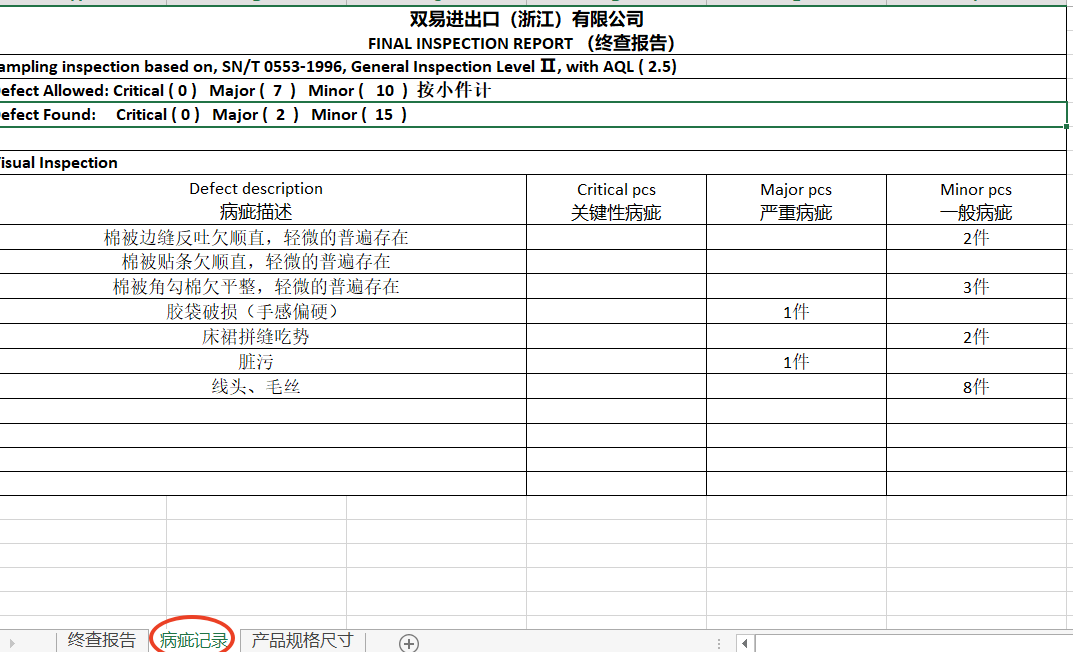 双易进出口（浙江）有限公司
FINAL INSPECTION REPORT （终查报告）
ampling inspection based on, SN/T 0553-1996, General Inspection Level Ⅱ, with AQL ( 2.5)
efect Allowed: Critical ( 0 ) Major ( 7 ) Minor ( 10 ) 按小件计
efect Found: Critical ( 0 ) Major ( 2 ) Minor ( 15 )
isual Inspection
Defect description Critical pcs Major pcs Minor pcs
病疵描述 关键性病疵 严重病疵 一般病疵
棉被边缝反吐欠顺直，轻微的普遍存在 2件
棉被贴条欠顺直，轻微的普遍存在
棉被角勾棉欠平整，轻微的普遍存在 3件
胶袋破损（手感偏硬） 1件
床裙拼缝吃势 2件
脏污 1件
线头、毛丝 8件
终查报告 病疵记录 产品规格尺寸